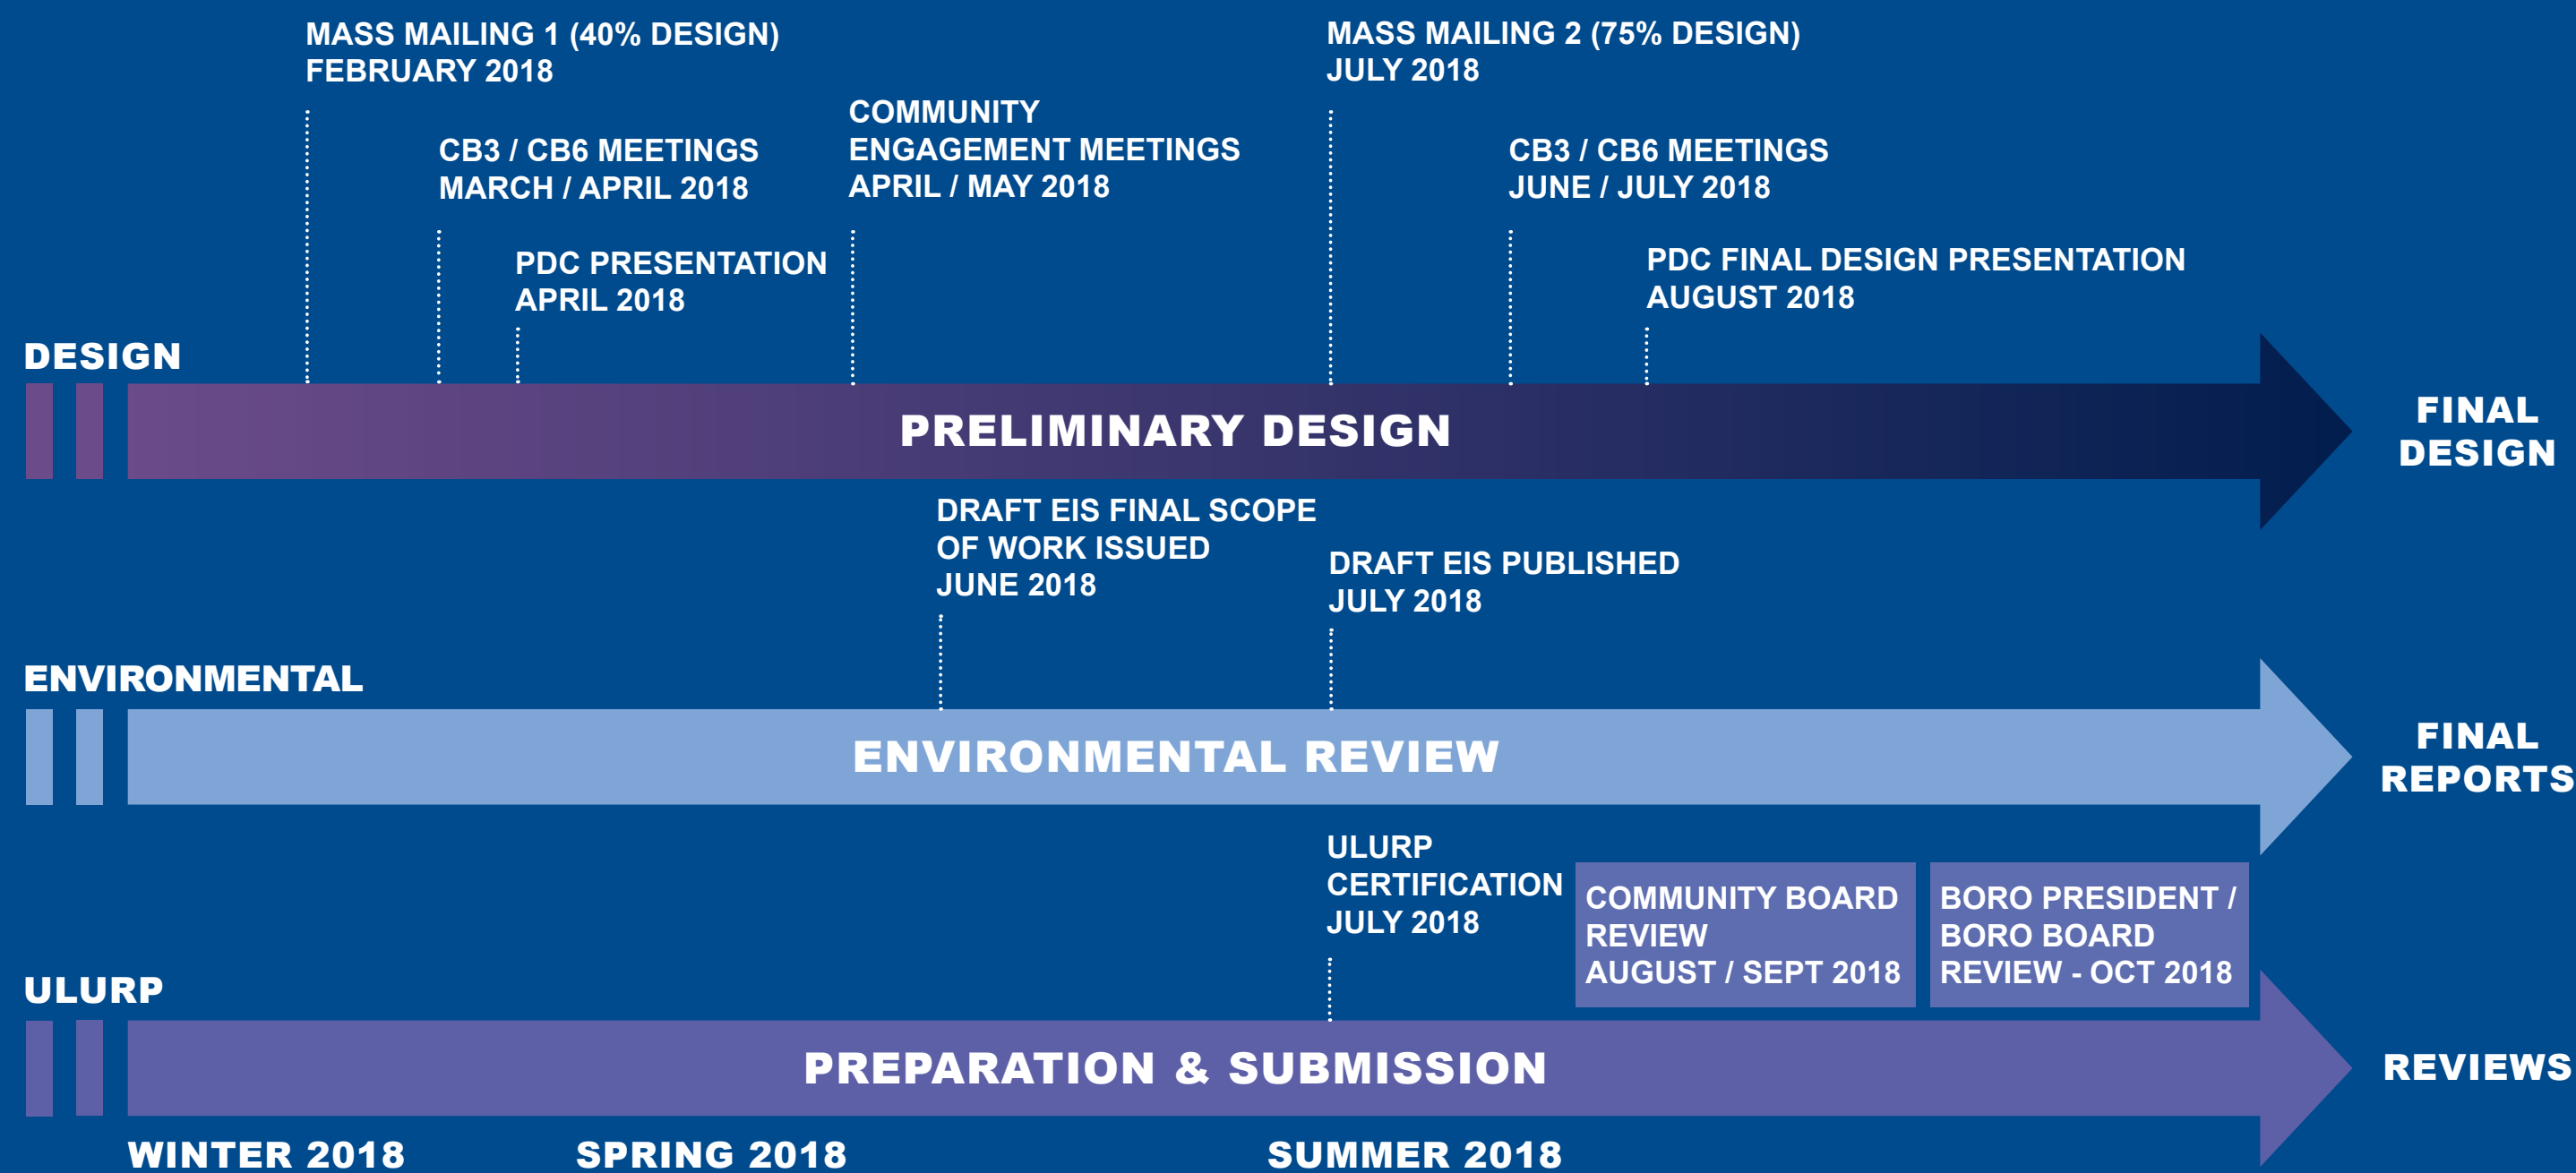 MASS MAILING 1 (40% DESIGN)
FEBRUARY 2018
CB3 / CB6 MEETINGS
MARCH / APRIL 2018
PDC PRESENTATION
APRIL 2018
COMMUNITY
ENGAGEMENT MEETINGS
APRIL / MAY 2018
MASS MAILING 2 (75% DESIGN)
JULY 2018
CB3 / CB6 MEETINGS
JUNE / JULY 2018
PDC FINAL DESIGN PRESENTATION
AUGUST 2018
DESIGN
PRELIMINARY DESIGN
FINAL
DESIGN
DRAFT EIS FINAL SCOPE
OF WORK ISSUED
JUNE 2018
DRAFT EIS PUBLISHED
JULY 2018
ENVIRONMENTAL
ENVIRONMENTAL REVIEW
FINAL
REPORTS
ULURP
CERTIFICATION
JULY 2018
COMMUNITY BOARD
REVIEW
AUGUST / SEPT 2018
BORO PRESIDENT /
BORO BOARD
REVIEW - OCT 2018
ULURP
PREPARATION & SUBMISSION
REVIEWS
WINTER 2018
SPRING 2018
SUMMER 2018